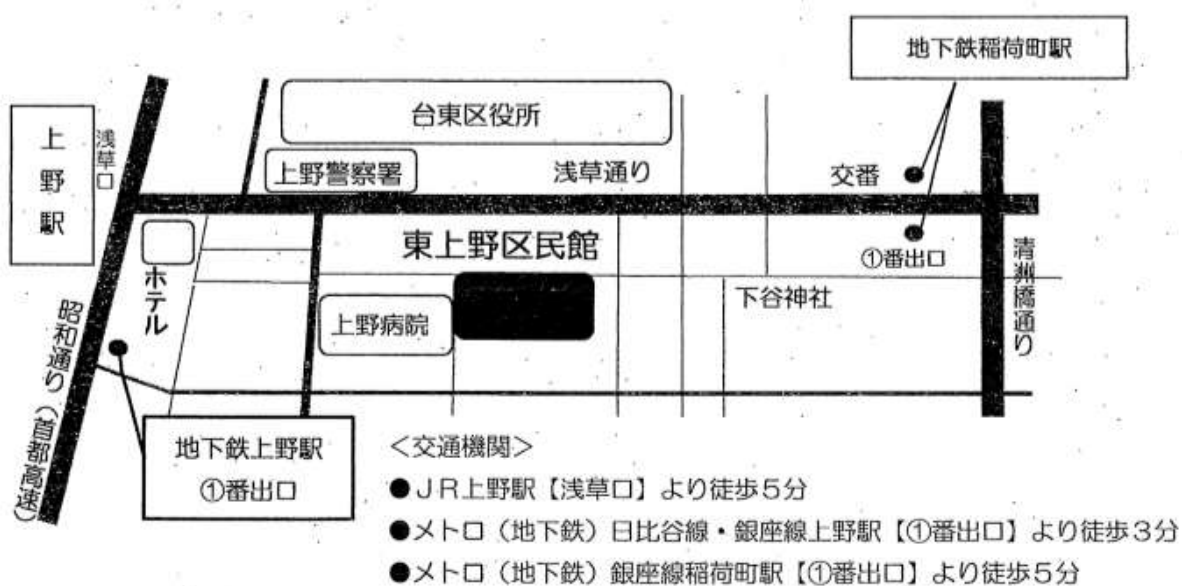 地下鉄稲荷町駅
台東区役所
上野駅
浅草口
上野警察署
浅草通り
交番
東上野区民館
①番出口
ホテル
清洲橋通り
上野病院
下谷神社
昭和通り(首都高速)
地下鉄上野駅
①番出口
<交通機関>
●JR上野駅【浅草口】より徒歩5分
●メトロ(地下鉄)日比谷線・銀座線上野駅【①番出口】より徒歩3分
●メトロ(地下鉄)銀座線稲荷町駅【①番出口】より徒歩5分